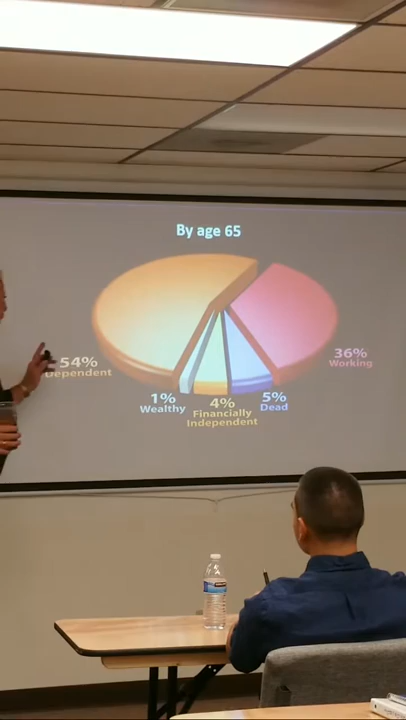 By age 65
54%
Dependent
36%
Working
1%
Wealthy
4%
Financially
Independent
5%
Dead